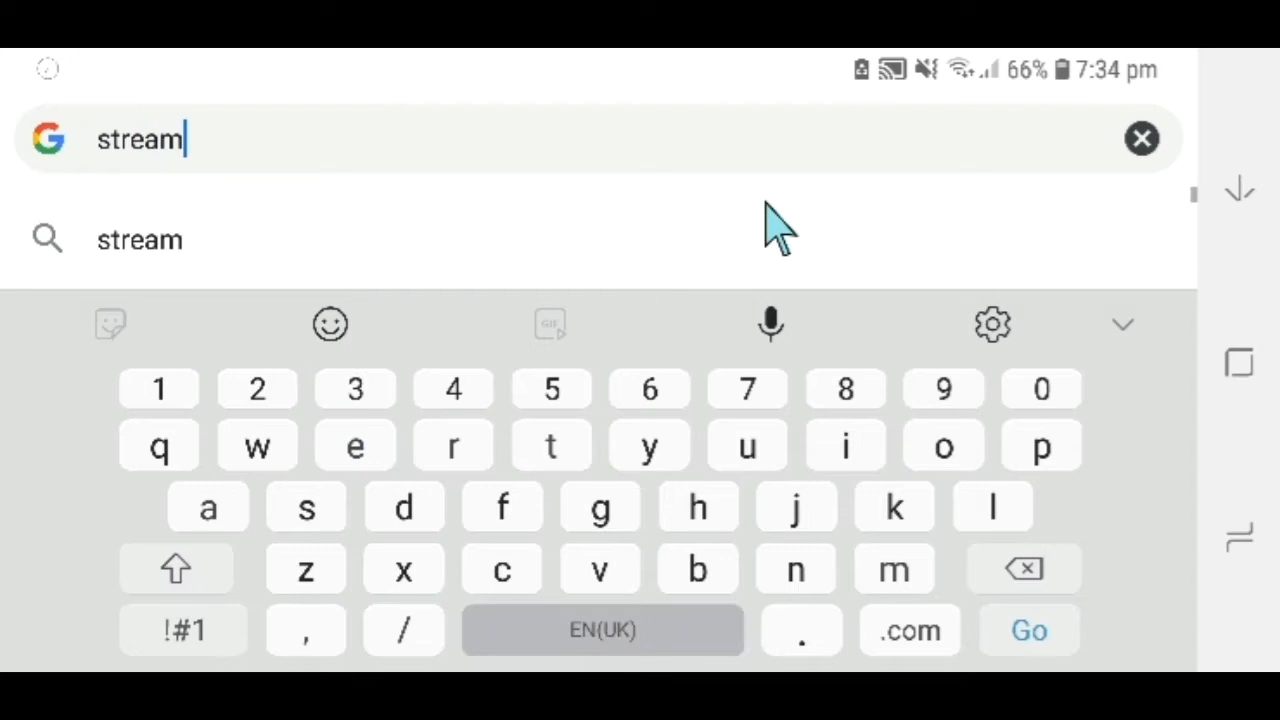 66% 7:34 pm
stream
stream
GIF
1 2 3 4 5 6 7 8 9 0
q w e r t y u i o p
a s d f g h j k l
z x c v b n m
!#1 , / EN(UK) . .com Go